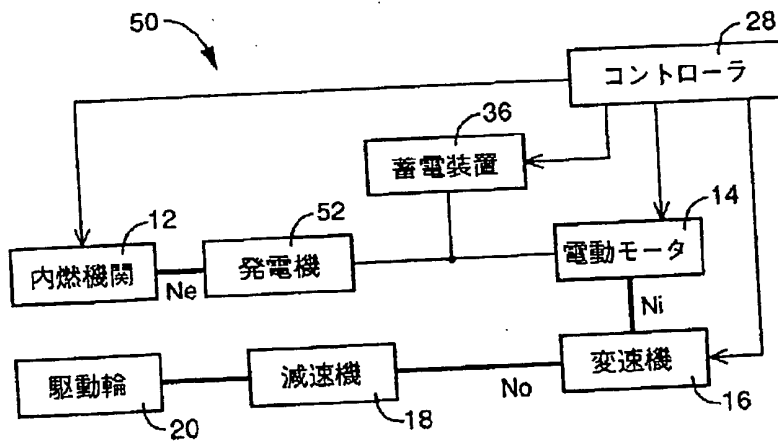 50
28
コントローラ
36
蓄電装置
14
電動モータ
12
内燃機関
Ne
52
発電機
Ni
駆動輪
20
減速機
18
No
変速機
16